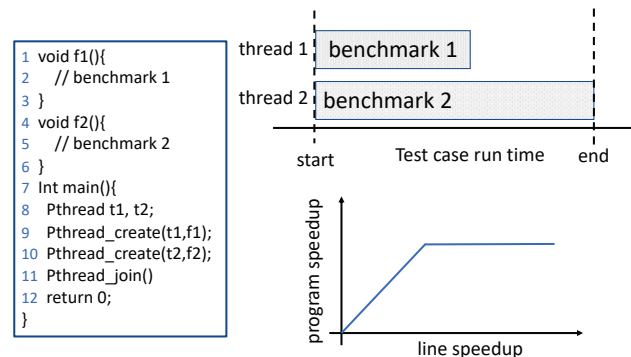 1 void f1(){
2 // benchmark 1
3 }
4 void f2(){
5 // benchmark 2
6 }
7 Int main(){
8 Pthread t1, t2;
9 Pthread_create(t1,f1);
10 Pthread_create(t2,f2);
11 Pthread_join()
12 return 0;
}
thread 1
benchmark 1
thread 2
benchmark 2
start
Test case run time
end
program speedup
line speedup